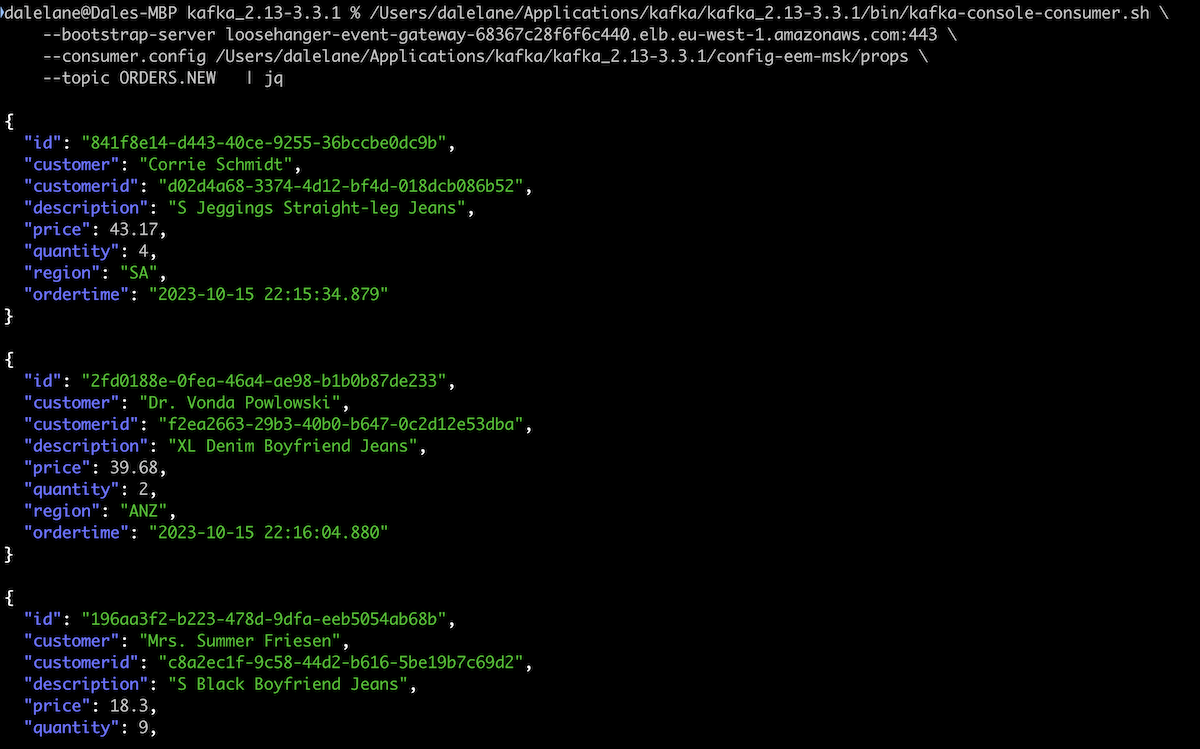 dalelane@Dales-MBP kafka_2.13-3.3.1 % /Users/dalelane/Applications/kafka/kafka_2.13-3.3.1/bin/kafka-console-consumer.sh \
    --bootstrap-server loosehanger-event-gateway-68367c28f6f6c440.elb.eu-west-1.amazonaws.com:443 \
    --consumer.config /Users/dalelane/Applications/kafka/kafka_2.13-3.3.1/config-eem-msk/props \
    --topic ORDERS.NEW   | jq

{
  "id": "841f8e14-d443-40ce-9255-36bccbe0dc9b",
  "customer": "Corrie Schmidt",
  "customerid": "d02d4a68-3374-4d12-bf4d-018dcb086b52",
  "description": "S Jeggings Straight-leg Jeans",
  "price": 43.17,
  "quantity": 4,
  "region": "SA",
  "ordertime": "2023-10-15 22:15:34.879"
}

{
  "id": "2fd0188e-0fea-46a4-ae98-b1b0b87de233",
  "customer": "Dr. Vonda Powlowski",
  "customerid": "f2ea2663-29b3-40b0-b647-0c2d12e53dba",
  "description": "XL Denim Boyfriend Jeans",
  "price": 39.68,
  "quantity": 2,
  "region": "ANZ",
  "ordertime": "2023-10-15 22:16:04.880"
}

{
  "id": "196aa3f2-b223-478d-9dfa-eeb5054ab68b",
  "customer": "Mrs. Summer Friesen",
  "customerid": "c8a2ec1f-9c58-44d2-b616-5be19b7c69d2",
  "description": "S Black Boyfriend Jeans",
  "price": 18.3,
  "quantity": 9,